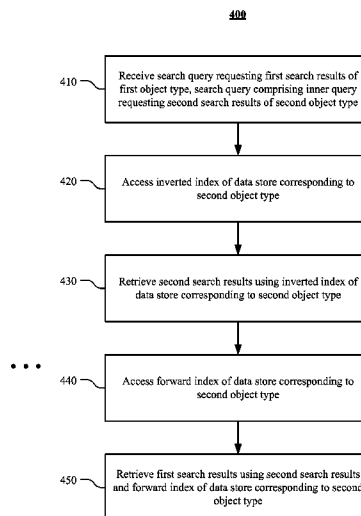 400
410
Receive search query requesting first search results of
first object type, search query comprising inner query
requesting second search results of second object type
420
Access inverted index of data store corresponding to
second object type
430
Retrieve second search results using inverted index of
data store corresponding to second object type
440
Access forward index of data store corresponding to
second object type
450
Retrieve first search results using second search results
and forward index of data store corresponding to second
object type